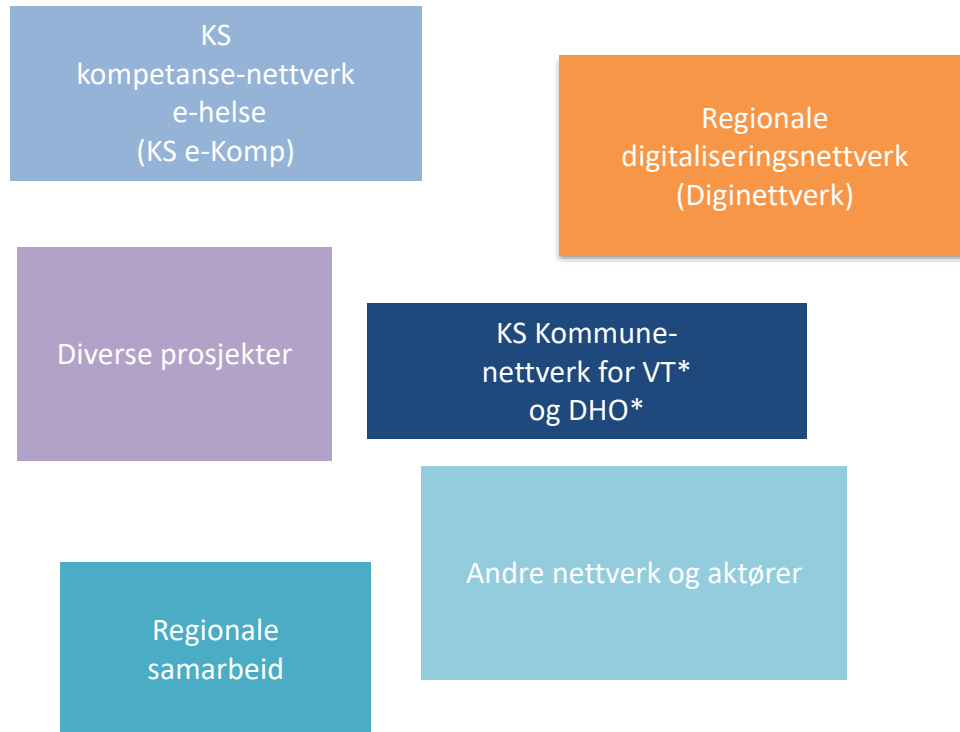 KS
kompetanse-nettverk
e-helse
(KS e-Komp)
Regionale
digitaliseringsnettverk
(Diginettverk)
Diverse prosjekter
KS Kommune-
nettverk for VT*
og DHO*
Andre nettverk og aktører
Regionale
samarbeid